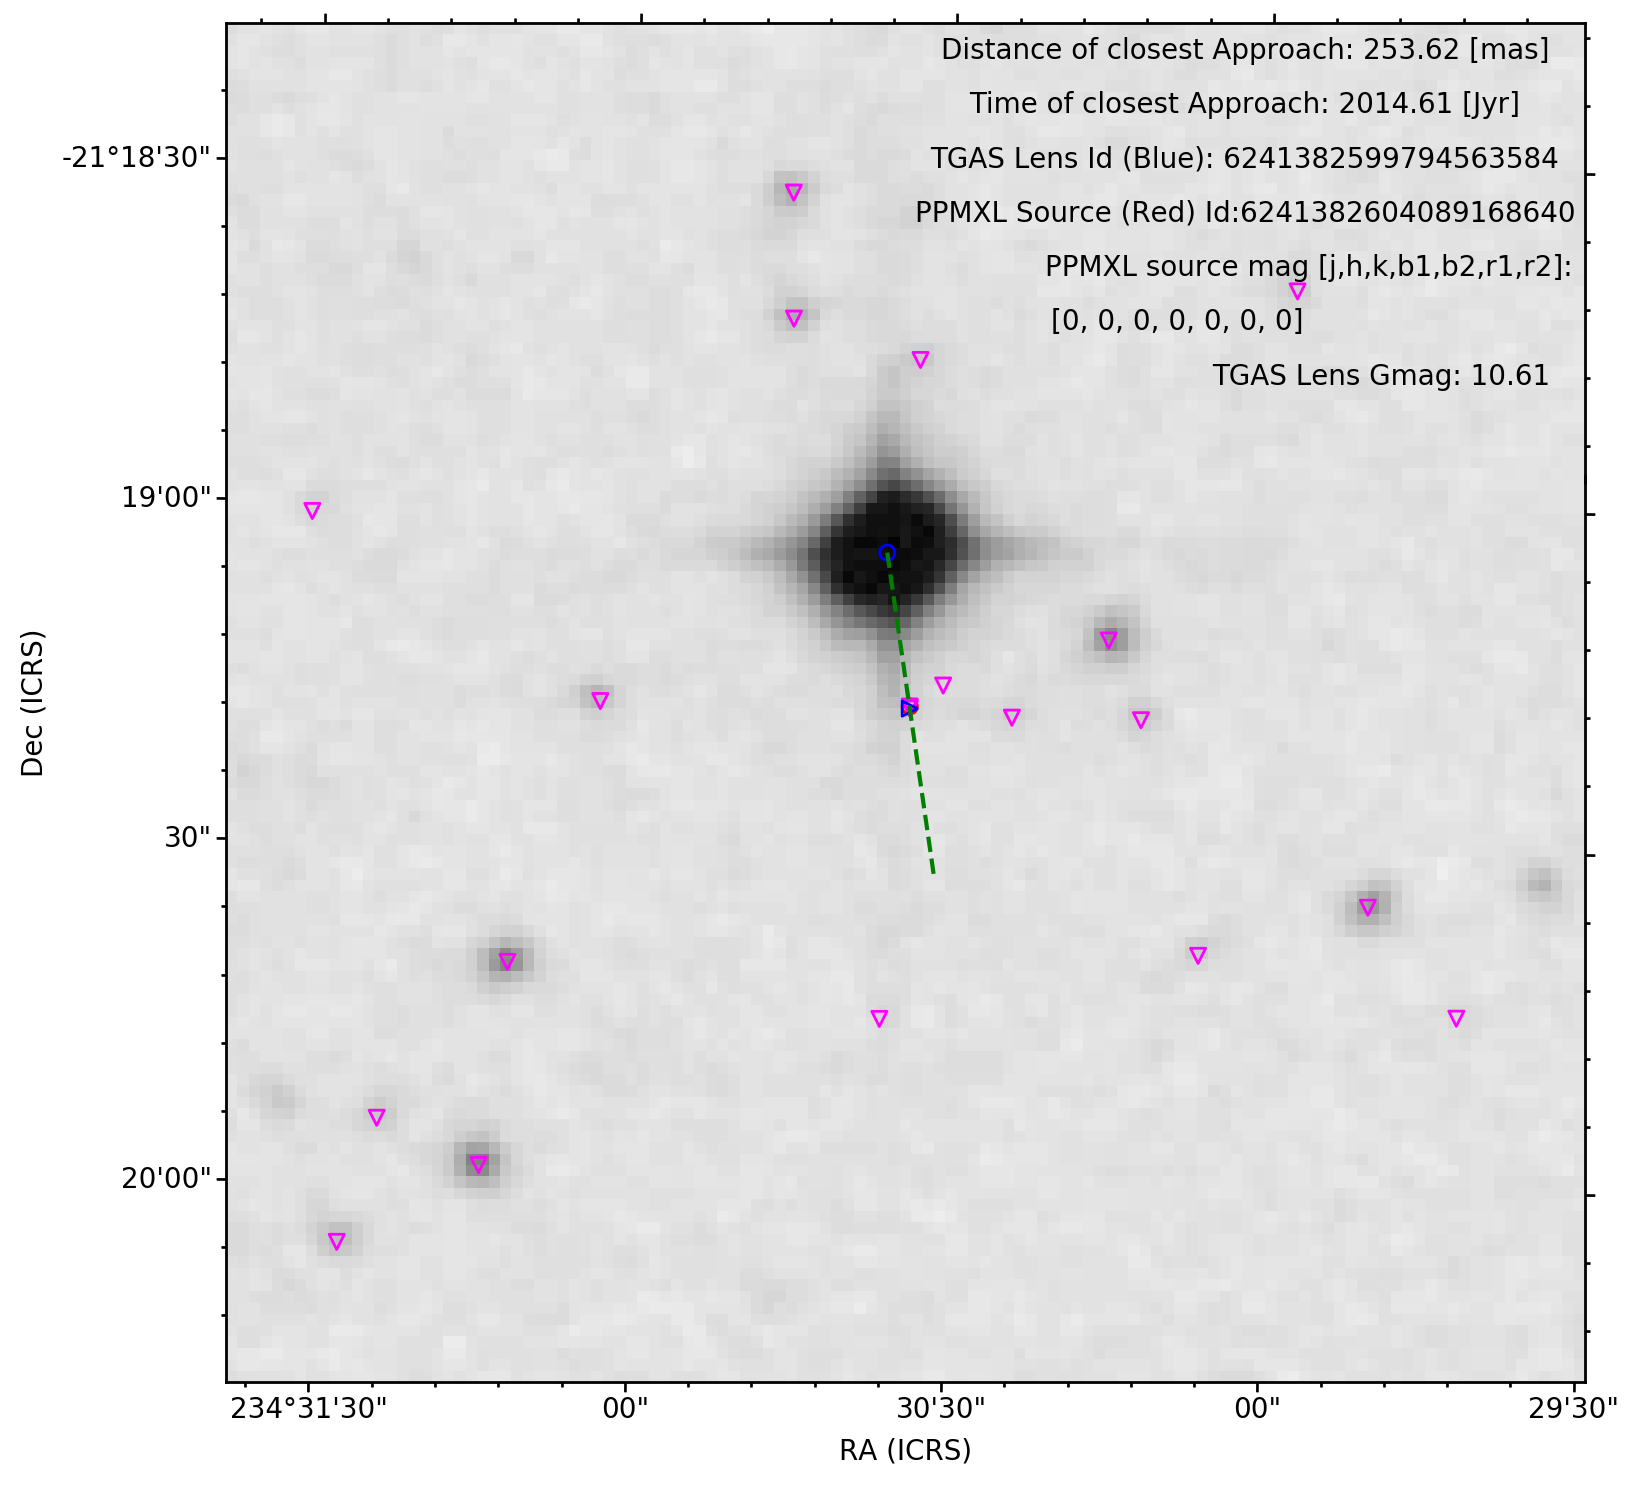 Distance of closest Approach: 253.62 [mas]
Time of closest Approach: 2014.61 [Jyr]
TGAS Lens Id (Blue): 6241382599794563584
PPMXL Source (Red) Id:6241382604089168640
PPMXL source mag [j,h,k,b1,b2,r1,r2]:
[0, 0, 0, 0, 0, 0, 0]
TGAS Lens Gmag: 10.61
-21°18'30"
19'00"
30"
20'00"
Dec (ICRS)
234°31'30" 00" 30'30" 00" 29'30"
RA (ICRS)